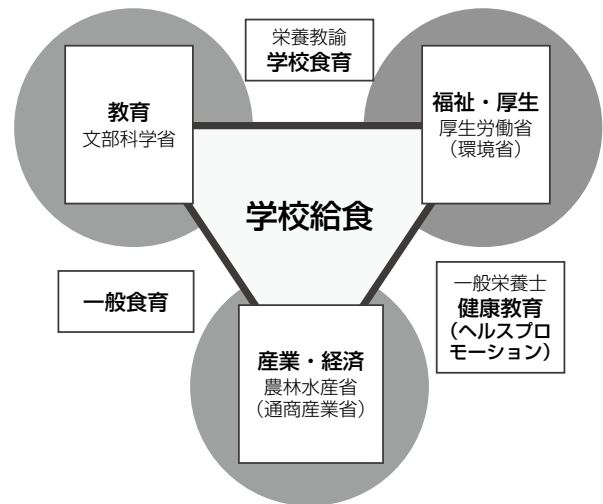 栄養教諭
学校食育
教育
文部科学省
福祉・厚生
厚生労働省
（環境省）
学校給食
一般食育
一般栄養士
健康教育
（ヘルスプロ
モーション）
産業・経済
農林水産省
（通商産業省）